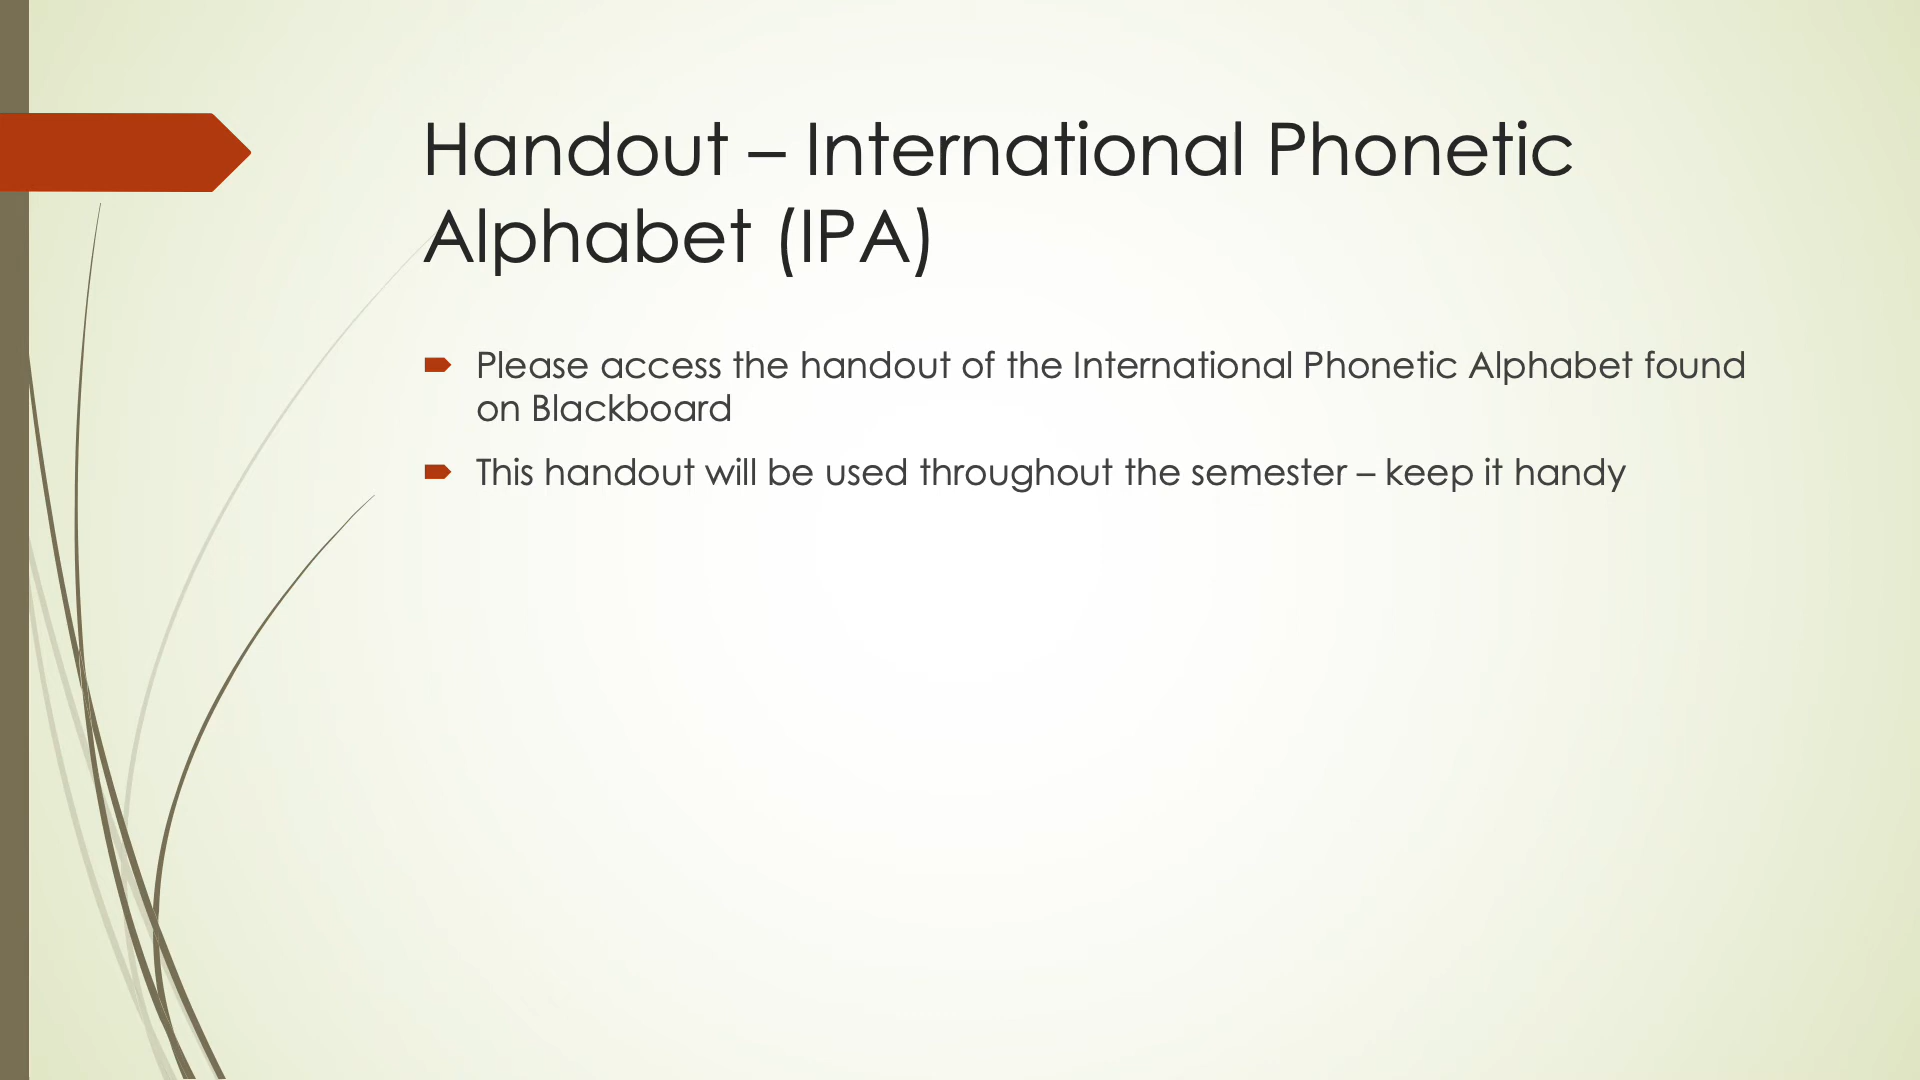 Handout – International Phonetic
Alphabet (IPA)
Please access the handout of the International Phonetic Alphabet found
on Blackboard
This handout will be used throughout the semester – keep it handy